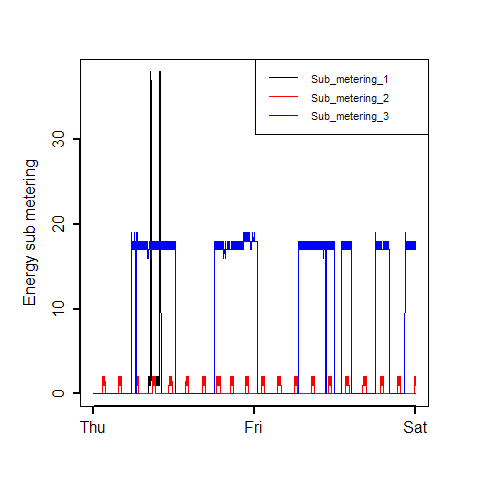 Sub_metering_1
Sub_metering_2
Sub_metering_3
Energy sub metering
30
20
10
0
Thu Fri Sat